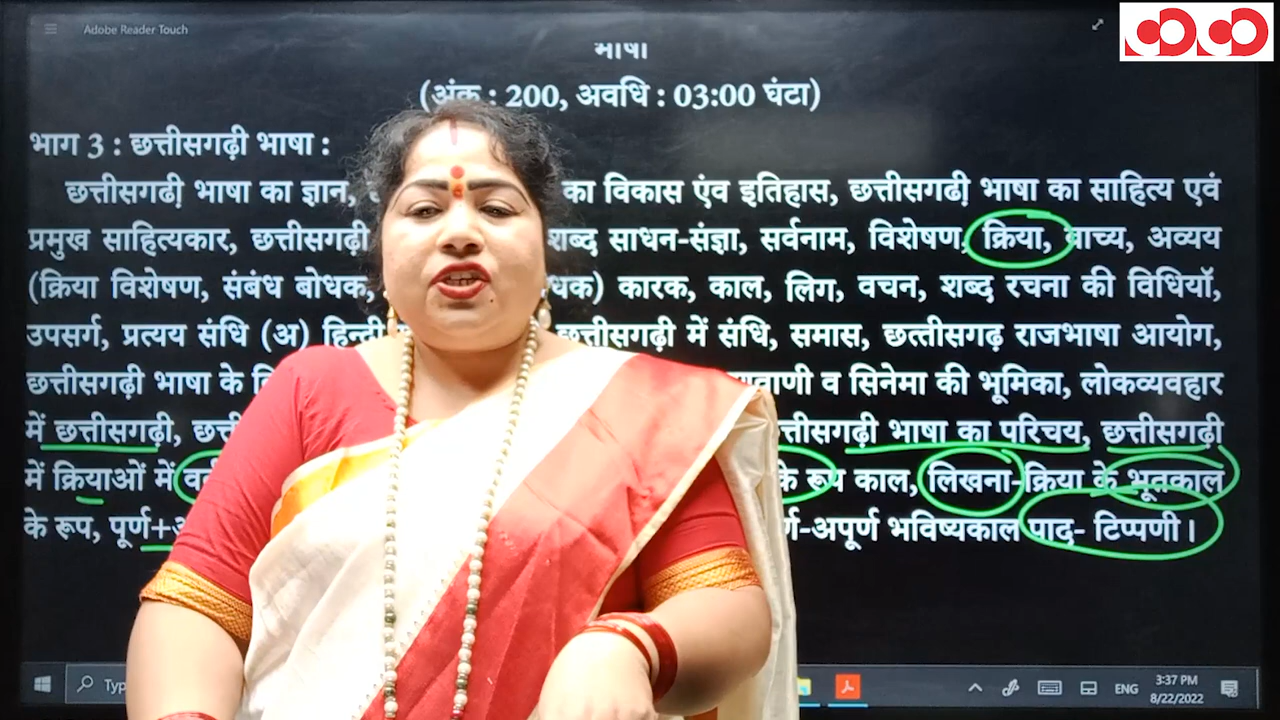 Adobe Reader Touch
भाषा
(अंक : 200, अवधि : 03:00 घंटा)
भाग 3 : छत्तीसगढ़ी भाषा :
छत्तीसगढी़ भाषा का ज्ञान, का विकास एंव इतिहास, छत्तीसगढी़ भाषा का साहित्य एवं
प्रमुख साहित्यकार, छत्तीसगढ़ी शब्द साधन-संज्ञा, सर्वनाम, विशेषण, क्रिया, वाच्य, अव्यय
(क्रिया विशेषण, संबंध बोधक, कारक, काल, लिग, वचन, शब्द रचना की विधियॉ,
उपसर्ग, प्रत्यय संधि (अ) हिन्दी छत्तीसगढ़ी में संधि, समास, छत्तीसगढ़ राजभाषा आयोग,
छत्तीसगढ़ी भाषा के व सिनेमा की भूमिका, लोकव्यवहार
में छत्तीसगढ़ी, भाषा का परिचय, छत्तीसगढ़ी
में क्रियाओं में के रूप काल, लिखना-क्रिया के भूतकाल
के रूप, अपूर्ण भविष्यकाल पाद- टिप्पणी।
ENG
3:37 PM
8/22/2022